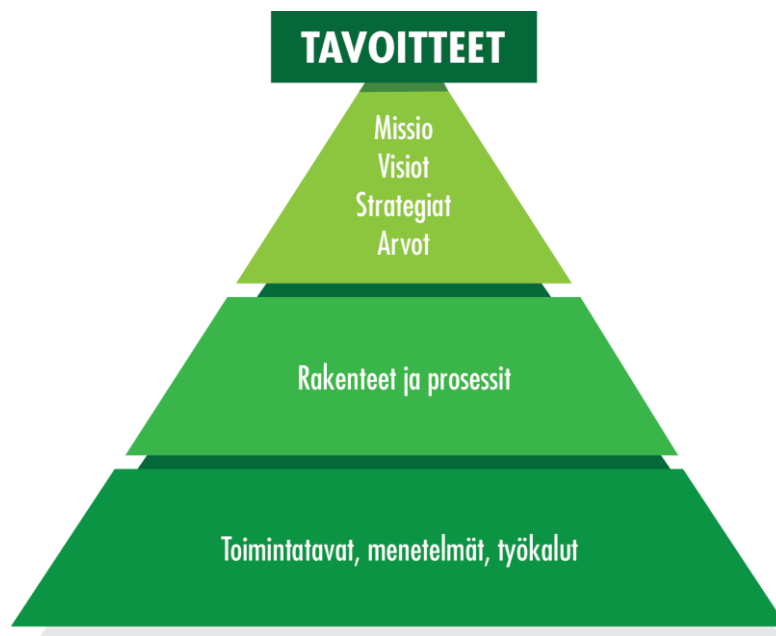 TAVOITTEET
Missio
Visiot
Strategiat
Arvot
Rakenteet ja prosessit
Toimintatavat, menetelmät, työkalut